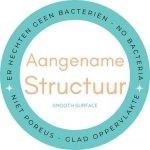 ER HECHTEN GEEN BACTERIËN - NO BACTERIA
Aangename
Structuur
SMOOTH SURFACE
NIET POREUS - GLAD OPPERVLAKTE